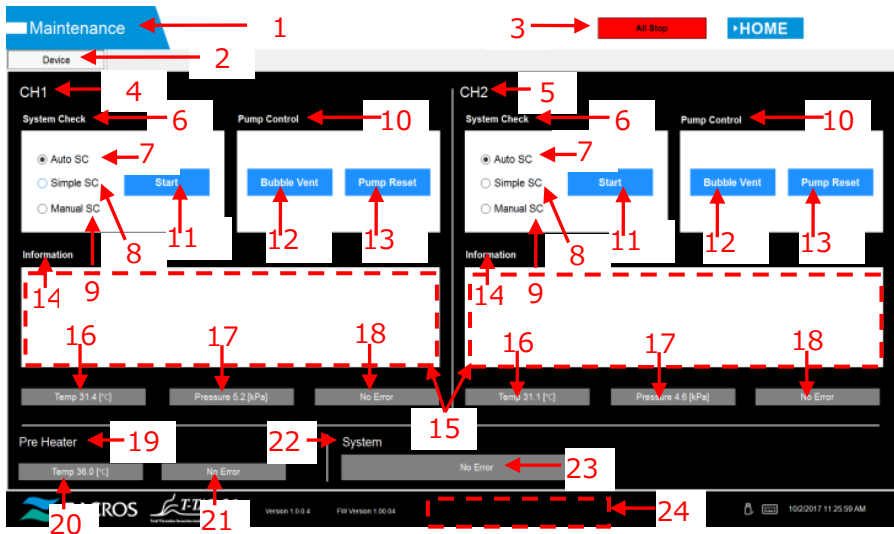 Maintenance 1 3 All Stop HOME
Device 2
CH1 4 CH2 5
System Check 6 Pump Control 10 System Check 6 Pump Control 10
Auto SC 7 Auto SC 7
Simple SC Start Bubble Vent Pump Reset Simple SC Start Bubble Vent Pump Reset
Manual SC Manual SC
8 11 12 13 8 11 12 13
Information Information
14 9 14 9
16 17 18 16 17 18
Temp 31.4 [℃] Pressure 5.2 [kPa] No Error Temp 31.1 [℃] Pressure 4.6 [kPa] No Error
15
Pre Heater 19 22 System
Temp 36.0 [℃] No Error No Error 23
20 21 Version 1.0.0.4 FW Version 1.00.04 24 10/2/2017 11:25:59 AM